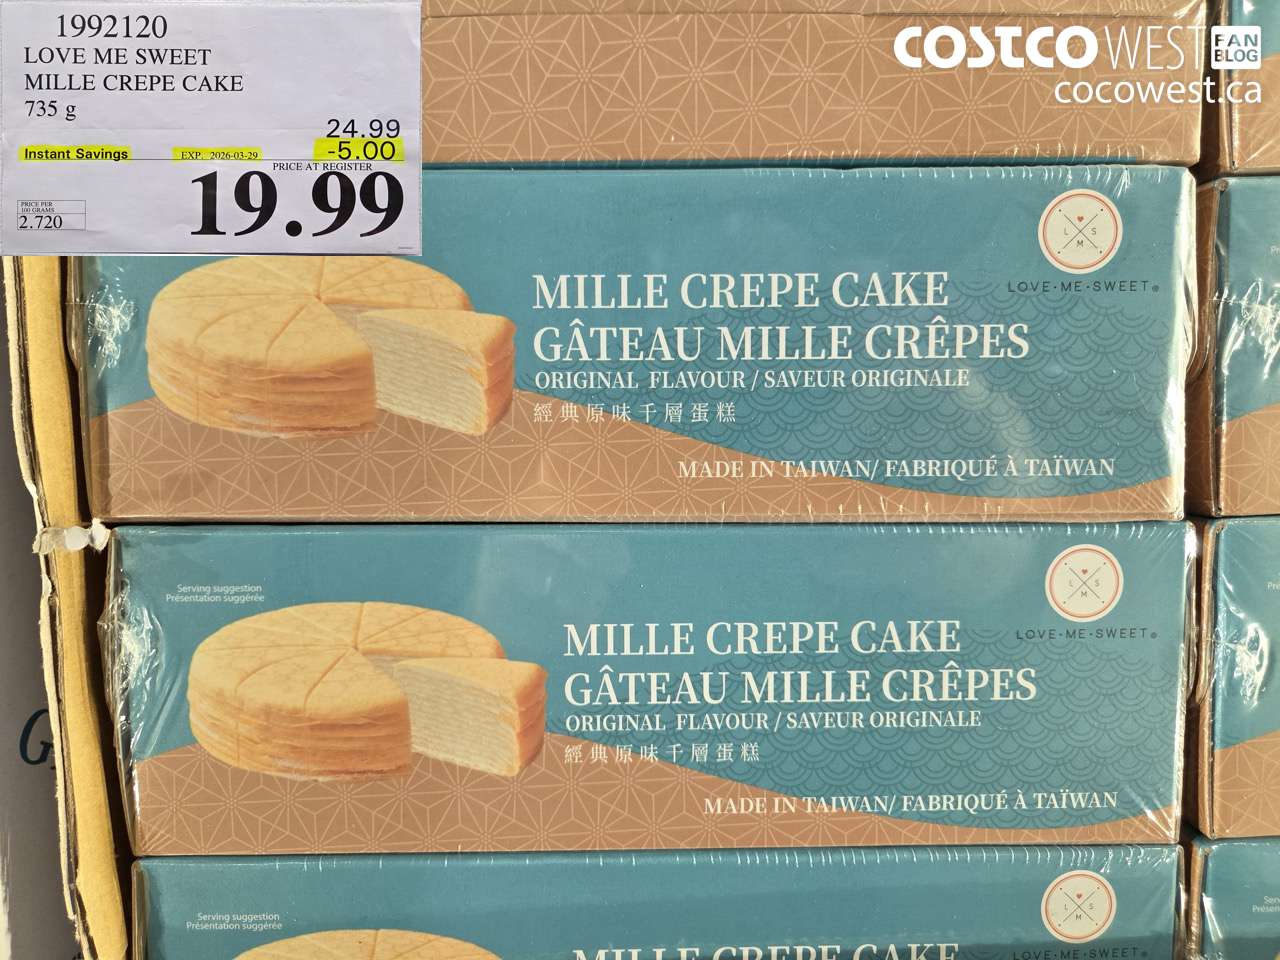 1992120
LOVE ME SWEET
MILLE CREPE CAKE
735 g
24.99
Instant Savings EXP. 2026-03-29 -5.00
PRICE AT REGISTER
19.99
PRICE PER
100 GRAMS
2.720
COSTCO WEST FAN BLOG
cocowest.ca
L S M
LOVE·ME·SWEET®
MILLE CREPE CAKE
GÂTEAU MILLE CRÊPES
ORIGINAL FLAVOUR / SAVEUR ORIGINALE
經典原味千層蛋糕
MADE IN TAIWAN/ FABRIQUÉ À TAÏWAN
Serving suggestion
Présentation suggérée
L S M
LOVE·ME·SWEET®
MILLE CREPE CAKE
GÂTEAU MILLE CRÊPES
ORIGINAL FLAVOUR / SAVEUR ORIGINALE
經典原味千層蛋糕
MADE IN TAIWAN/ FABRIQUÉ À TAÏWAN
Serving suggestion
Présentation suggérée
L S M
LOVE·ME·SWEET®
MILLE CREPE CAKE